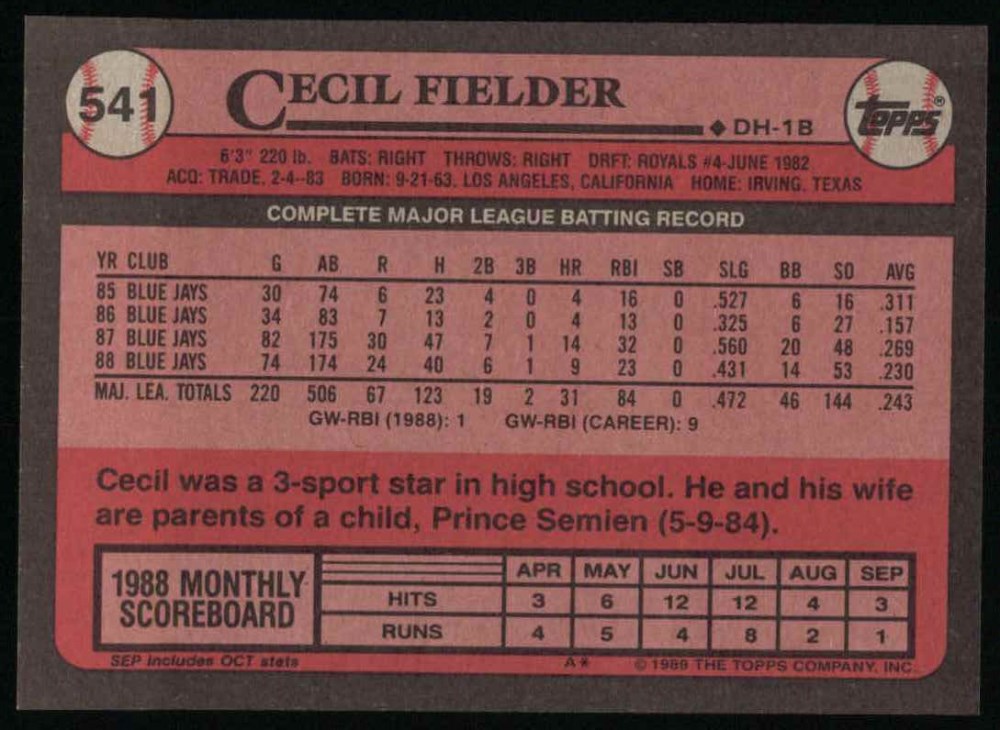 541
CECIL FIELDER
◆ DH-1B
TOPPS®
6'3" 220 lb. BATS: RIGHT THROWS: RIGHT DRFT: ROYALS #4-JUNE 1982
ACQ: TRADE, 2-4--83 BORN: 9-21-63, LOS ANGELES, CALIFORNIA HOME: IRVING, TEXAS
COMPLETE MAJOR LEAGUE BATTING RECORD
YR CLUB G AB R H 2B 3B HR RBI SB SLG BB SO AVG
85 BLUE JAYS 30 74 6 23 4 0 4 16 0 .527 6 16 .311
86 BLUE JAYS 34 83 7 13 2 0 4 13 0 .325 6 27 .157
87 BLUE JAYS 82 175 30 47 7 1 14 32 0 .560 20 48 .269
88 BLUE JAYS 74 174 24 40 6 1 9 23 0 .431 14 53 .230
MAJ. LEA. TOTALS 220 506 67 123 19 2 31 84 0 .472 46 144 .243
GW-RBI (1988): 1 GW-RBI (CAREER): 9
Cecil was a 3-sport star in high school. He and his wife
are parents of a child, Prince Semien (5-9-84).
1988 MONTHLY
SCOREBOARD
APR MAY JUN JUL AUG SEP
HITS 3 6 12 12 4 3
RUNS 4 5 4 8 2 1
SEP includes OCT stats A* © 1989 THE TOPPS COMPANY, INC.